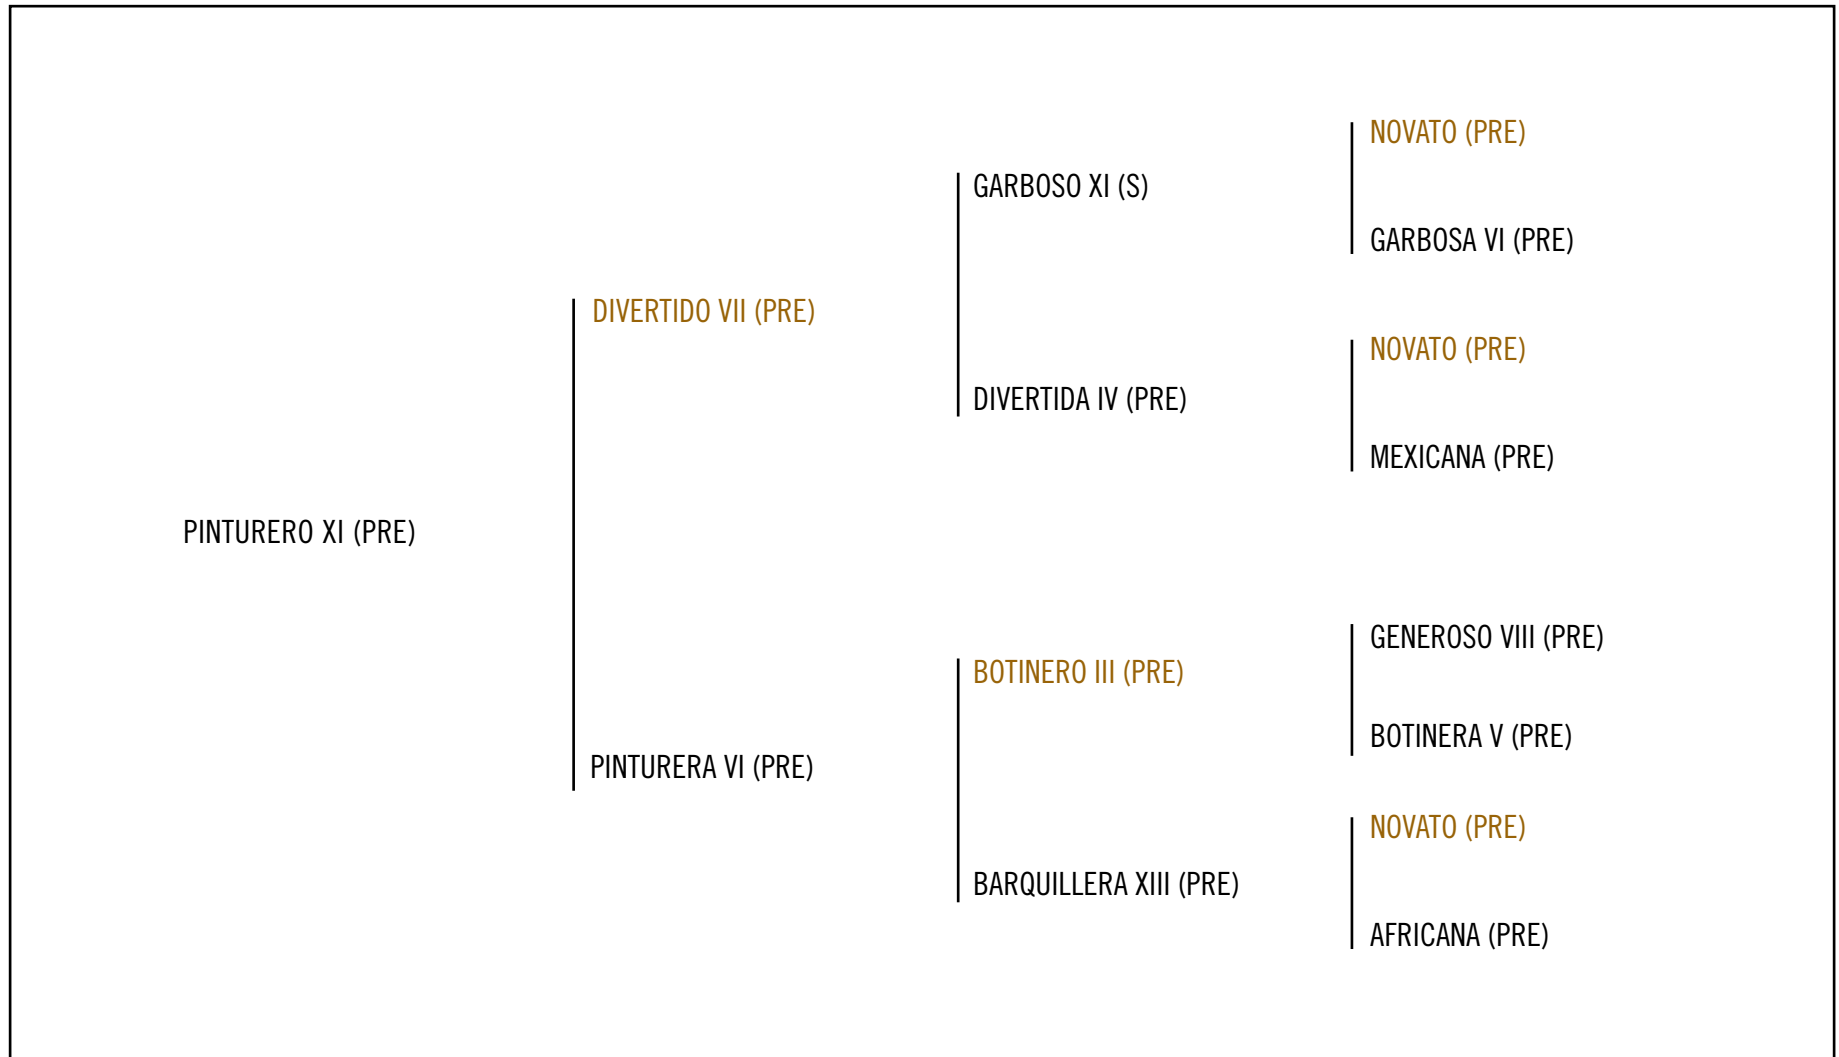 NOVATO (PRE)
GARBOSO XI (S)
GARBOSA VI (PRE)
DIVERTIDO VII (PRE)
NOVATO (PRE)
DIVERTIDA IV (PRE)
MEXICANA (PRE)
PINTURERO XI (PRE)
GENEROSO VIII (PRE)
BOTINERO III (PRE)
BOTINERA V (PRE)
PINTURERA VI (PRE)
NOVATO (PRE)
BARQUILLERA XIII (PRE)
AFRICANA (PRE)